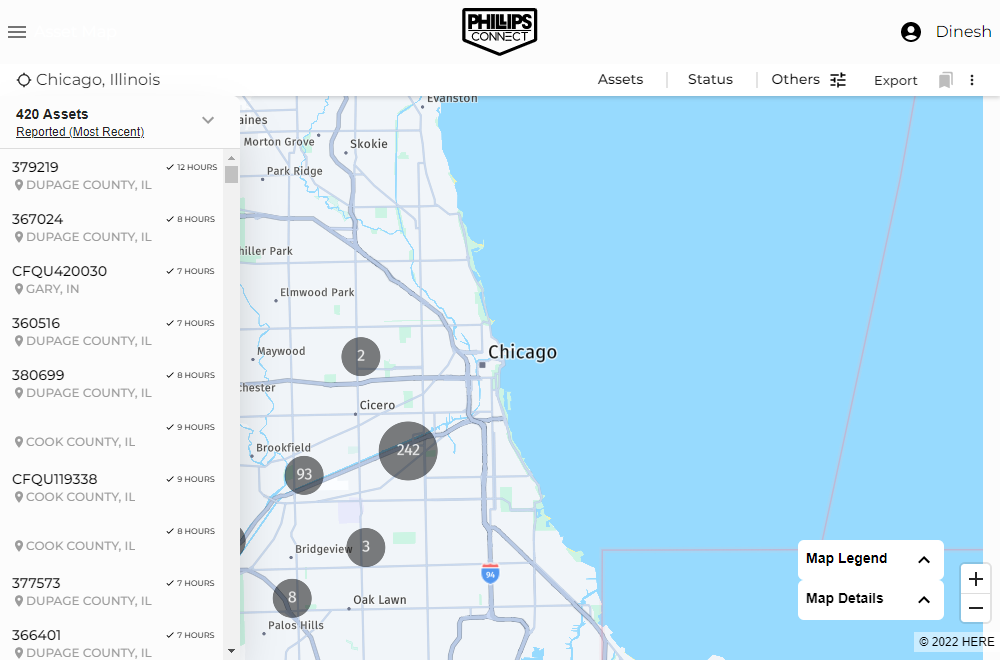 PHILLIPS
CONNECT
Dinesh
Chicago, Illinois
Assets
Status
Others
Export
420 Assets
Reported (Most Recent)
379219
12 HOURS
DUPAGE COUNTY, IL
367024
8 HOURS
DUPAGE COUNTY, IL
CFQU420030
7 HOURS
GARY, IN
360516
7 HOURS
DUPAGE COUNTY, IL
380699
8 HOURS
DUPAGE COUNTY, IL
9 HOURS
COOK COUNTY, IL
CFQU119338
9 HOURS
COOK COUNTY, IL
8 HOURS
COOK COUNTY, IL
377573
7 HOURS
DUPAGE COUNTY, IL
366401
7 HOURS
DUPAGE COUNTY, IL
Evanston
aines
Morton Grove
Skokie
Park Ridge
hiller Park
Elmwood Park
Maywood
2
Chicago
chester
Cicero
Brookfield
242
93
Bridgeview
3
94
8
Oak Lawn
Palos Hills
Map Legend
Map Details
© 2022 HERE